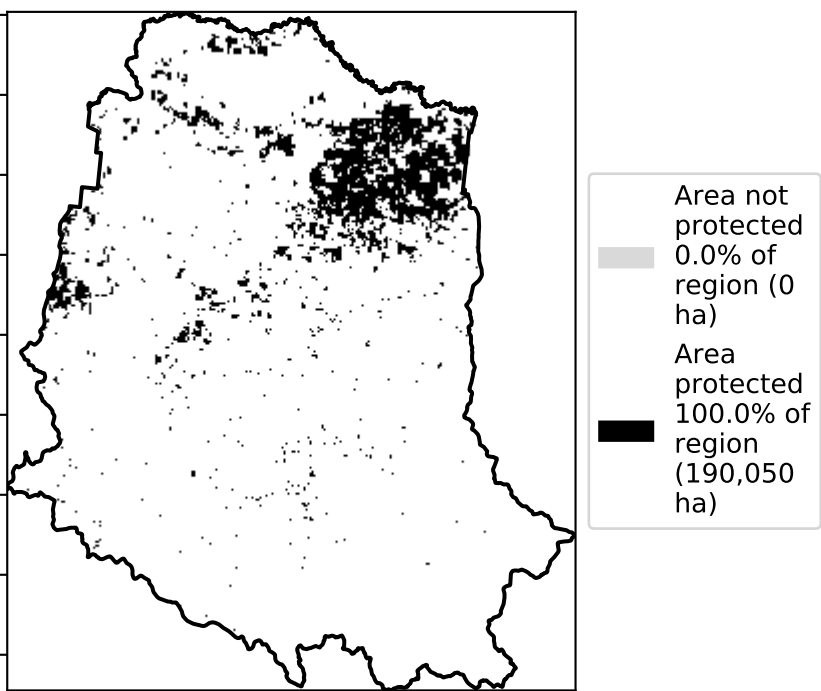 Area not
protected
0.0% of
region (0
ha)
Area
protected
100.0% of
region
(190,050
ha)